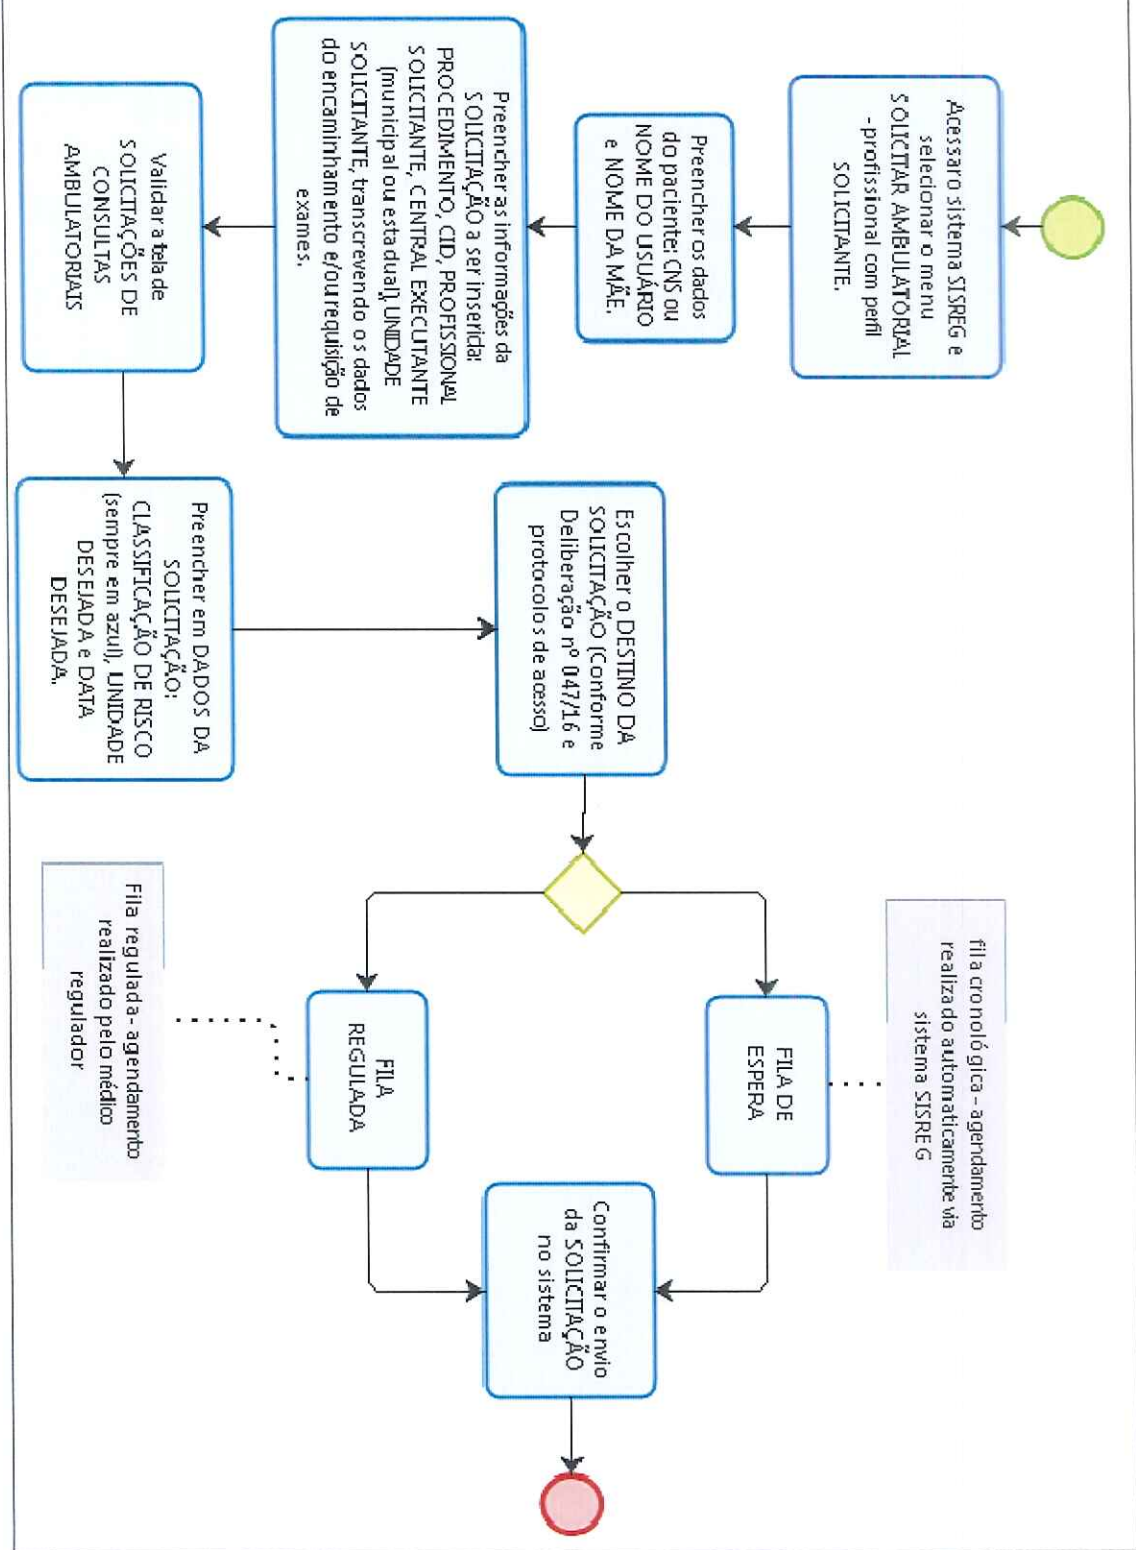 Acessaro sistema SISREG e
selecionar o menu
SOLICITAR AMBULATORIAL
- profissional com perfil
SOLICITANTE.
Preencher os dados
do paciente: CNS ou
NOME DO USUÁRIO
e NOME DA MÃE.
Preencher as informações da
SOLICITAÇÃO a ser inserida:
PROCEDIMENTO, CID, PROFISSIONAL
SOLICITANTE, CENTRAL EXECUTANTE
(municipal ou estadual), UNIDADE
SOLICITANTE, transcrevendo os dados
do encaminhamento e/ou requisição de
exames.
Validar a tela de
SOLICITAÇÕES DE
CONSULTAS
AMBULATORIAIS
Preencher em DADOS DA
SOLICITAÇÃO:
CLASSIFICAÇÃO DE RISCO
(sempre em azul), UNIDADE
DESEJADA e DATA
DESEJADA.
Escolher o DESTINO DA
SOLICITAÇÃO (Conforme
Deliberação nº 047/16 e
protocolos de acesso)
fila cronológica - agendamento
realizado automaticamente via
sistema SISREG
FILA DE
ESPERA
FILA
REGULADA
Fila regulada- agendamento
realizado pelo médico
regulador
Confirmar o envio
da SOLICITAÇÃO
no sistema